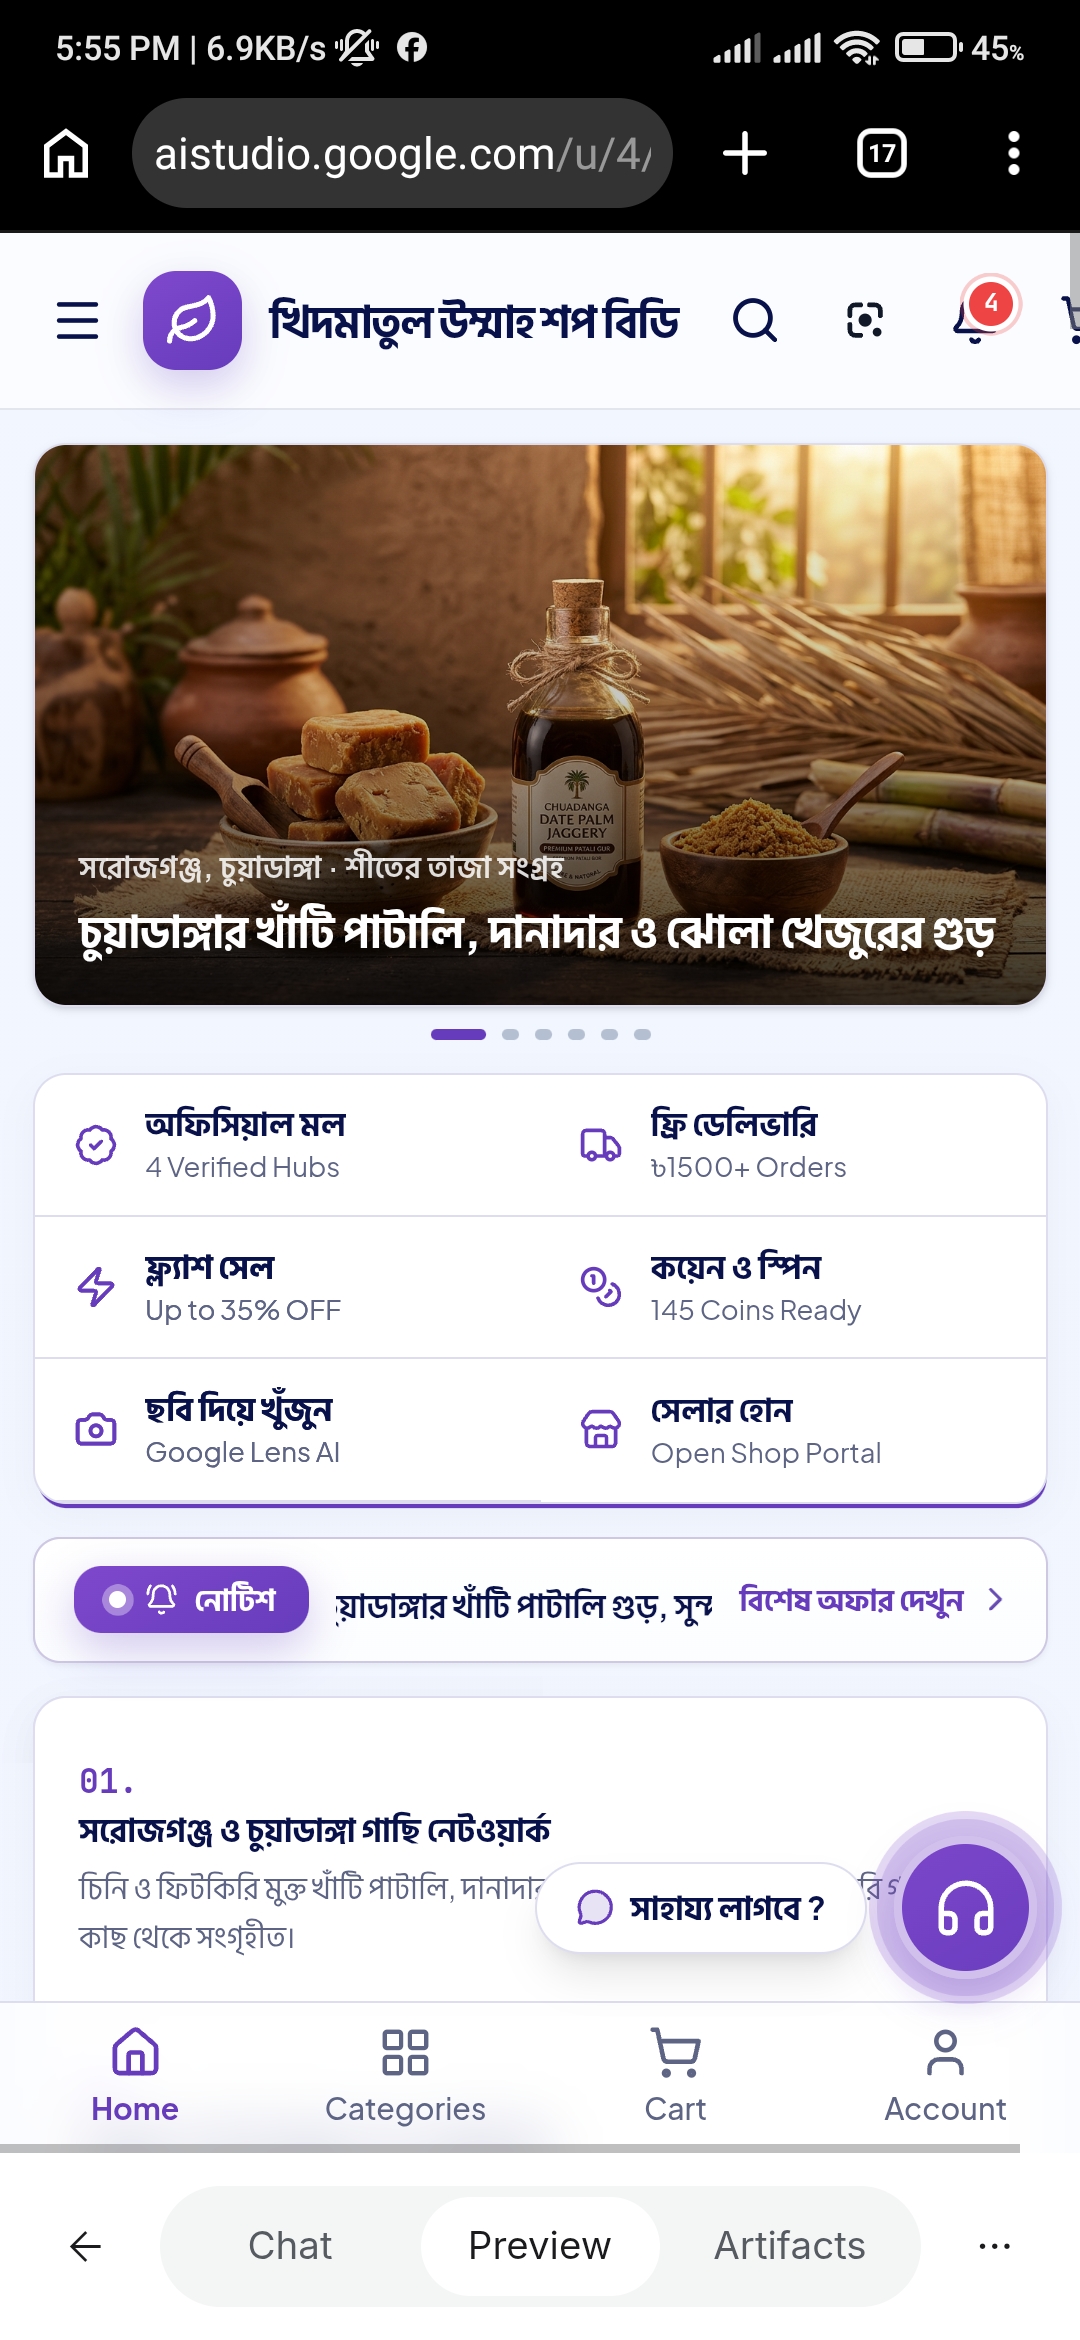 5:55 PM | 6.9KB/s
45%
aistudio.google.com/u/4/
17
খিদমাতুল উম্মাহ শপ বিডি
4
CHUADANGA
DATE PALM
JAGGERY
PREMIUM PATALI GUR
সরোজগঞ্জ, চুয়াডাঙ্গা · শীতের তাজা সংগ্রহ
চুয়াডাঙ্গার খাঁটি পাটালি, দানাদার ও ঝোলা খেজুরের গুড়
অফিসিয়াল মল
4 Verified Hubs
ফ্রি ডেলিভারি
৳1500+ Orders
ফ্ল্যাশ সেল
Up to 35% OFF
কয়েন ও স্পিন
145 Coins Ready
ছবি দিয়ে খুঁজুন
Google Lens AI
সেলার হোন
Open Shop Portal
নোটিশ
য়াডাঙ্গার খাঁটি পাটালি গুড়, সুন্দ
বিশেষ অফার দেখুন
01.
সরোজগঞ্জ ও চুয়াডাঙ্গা গাছি নেটওয়ার্ক
চিনি ও ফিটকিরি মুক্ত খাঁটি পাটালি, দানাদার
কাছ থেকে সংগৃহীত।
সাহায্য লাগবে ?
Home
Categories
Cart
Account
Chat
Preview
Artifacts